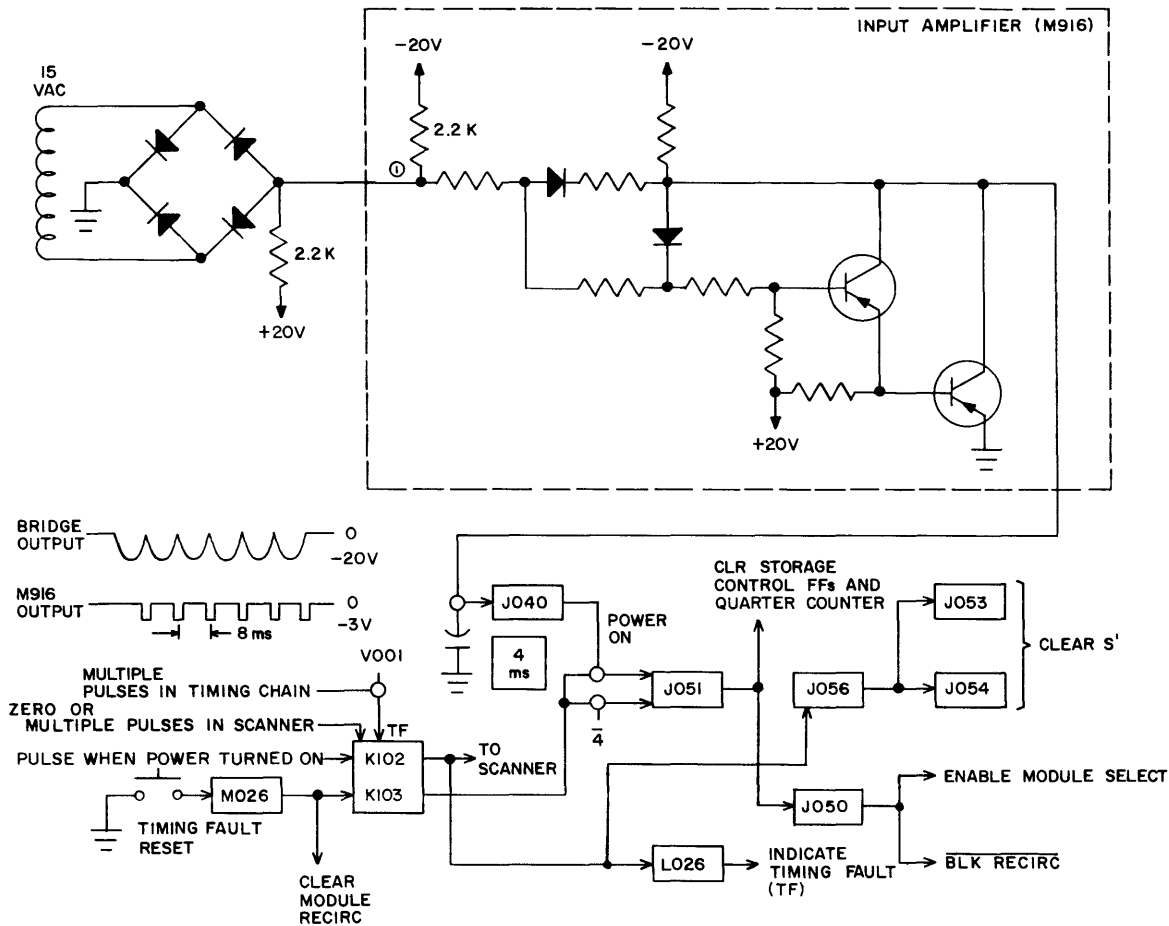 INPUT AMPLIFIER (M916)
-20V
-20V
15
VAC
2.2 K
①
2.2 K
+20V
+20V
BRIDGE
OUTPUT
0
-20V
M916
OUTPUT
0
-3V
8 ms
CLR STORAGE
CONTROL FFs AND
QUARTER COUNTER
J040
POWER
ON
4
ms
J051
4̅
J053
J056
J054
CLEAR S'
V001
MULTIPLE
PULSES IN TIMING CHAIN
ZERO OR
MULTIPLE PULSES IN SCANNER
TF
PULSE WHEN POWER TURNED ON
K102
TO
SCANNER
K103
M026
TIMING FAULT
RESET
CLEAR
MODULE
RECIRC
J050
ENABLE MODULE SELECT
BLK RECIRC
L026
INDICATE
TIMING FAULT
(TF)